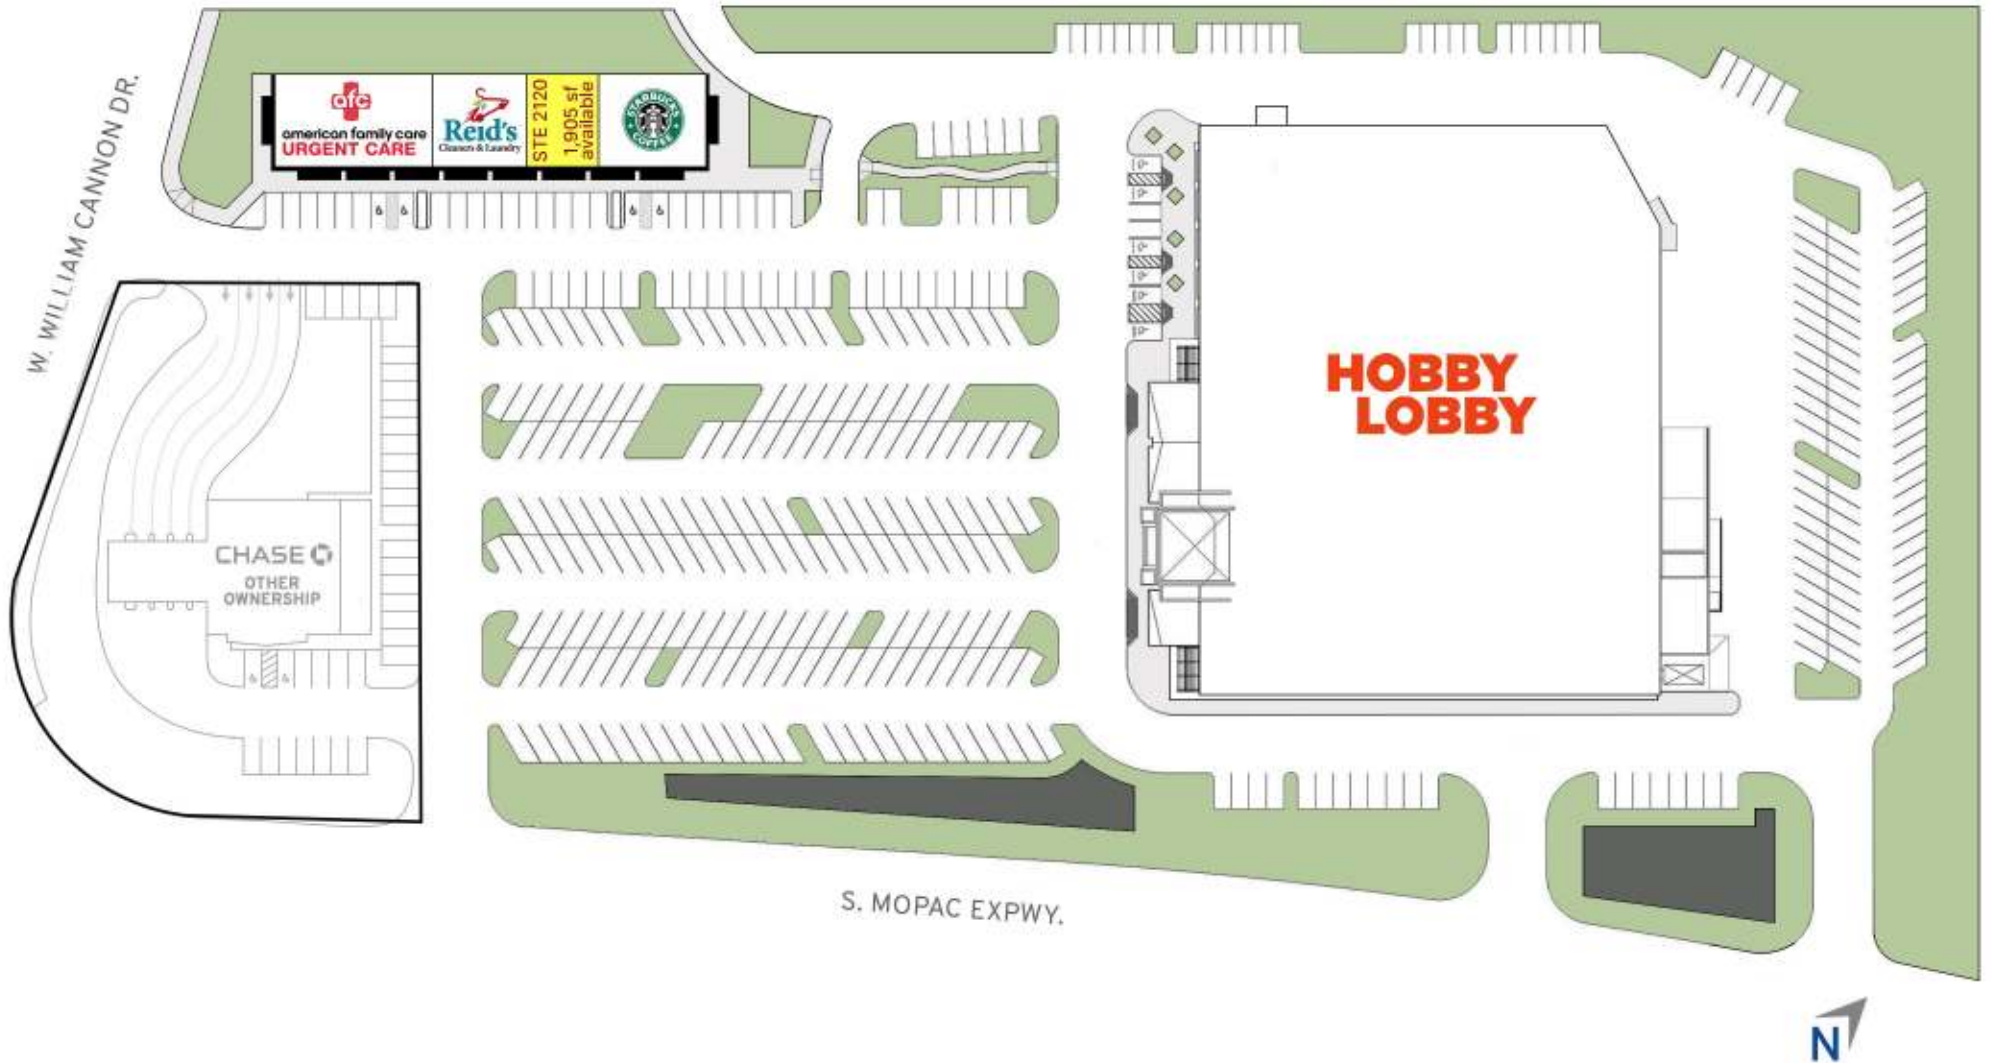 W. WILLIAM CANNON DR.
afc
american family care
URGENT CARE
Reid's
Cleaners & Laundry
STE 2120
1,905 sf
available
STARBUCKS
COFFEE
HOBBY
LOBBY
CHASE
OTHER
OWNERSHIP
S. MOPAC EXPWY.
N